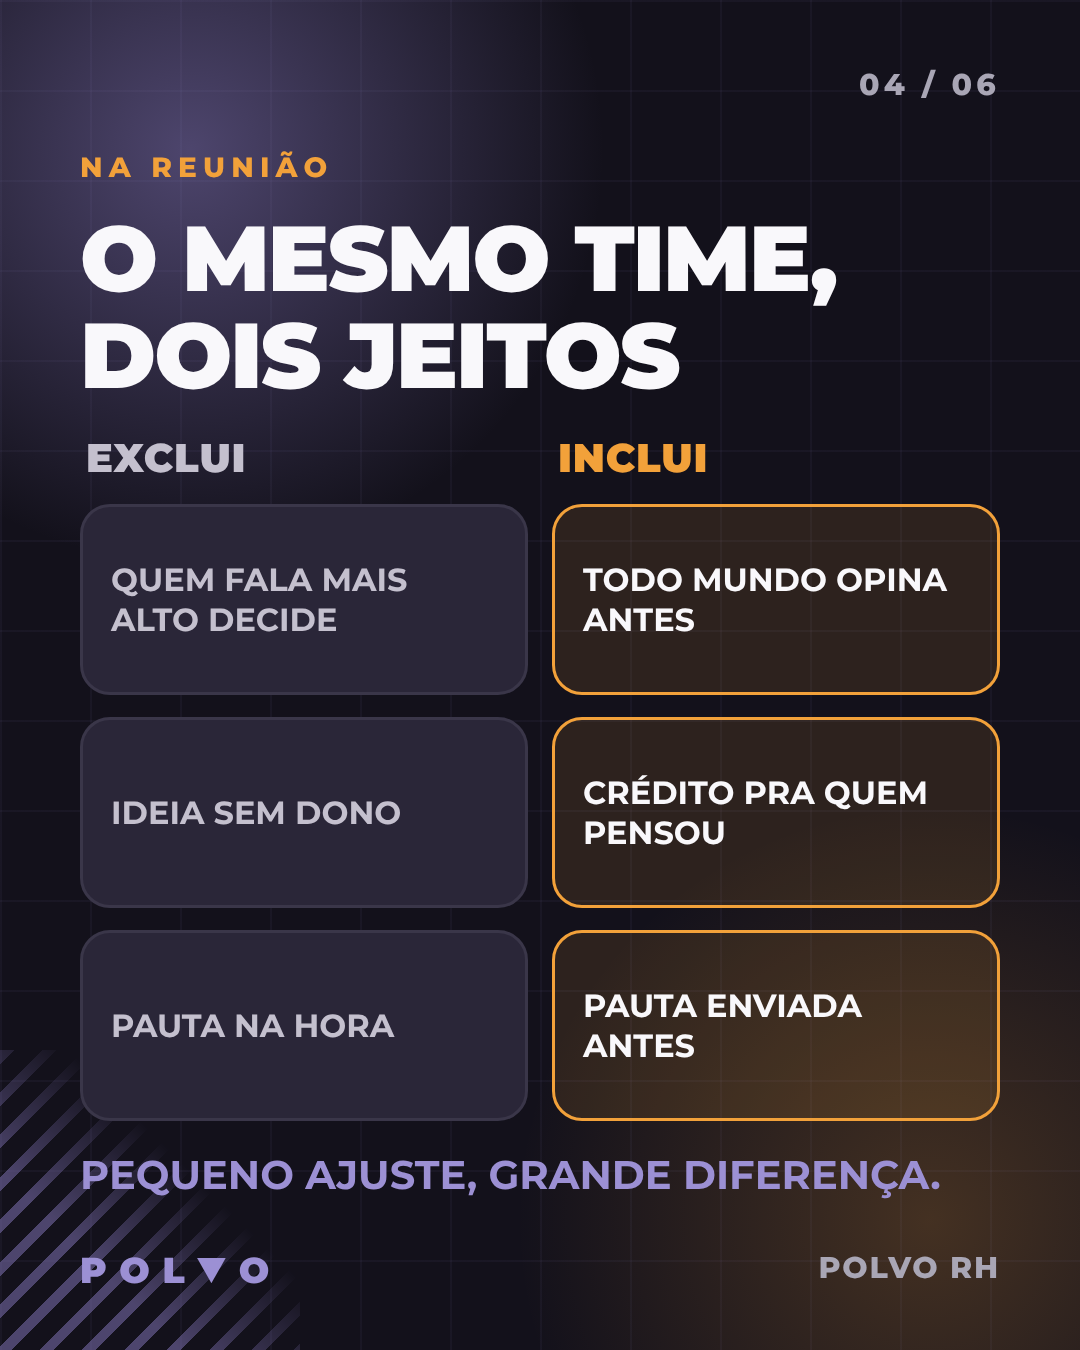 04 / 06
NA REUNIÃO
O MESMO TIME,
DOIS JEITOS
EXCLUI
INCLUI
QUEM FALA MAIS
ALTO DECIDE
TODO MUNDO OPINA
ANTES
IDEIA SEM DONO
CRÉDITO PRA QUEM
PENSOU
PAUTA NA HORA
PAUTA ENVIADA
ANTES
PEQUENO AJUSTE, GRANDE DIFERENÇA.
POLVO
POLVO RH